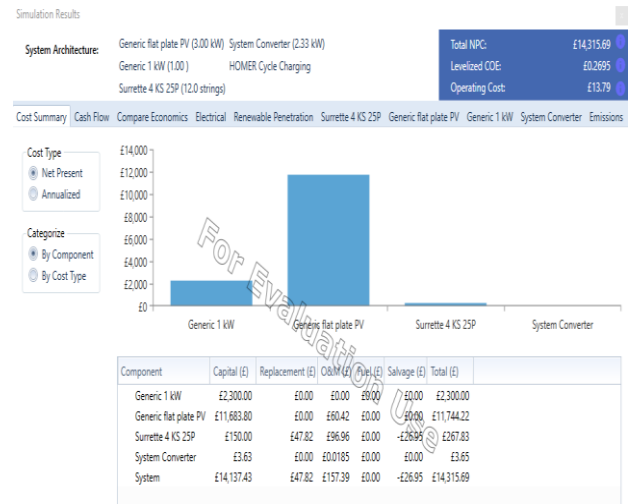 Simulation Results
System Architecture:
Generic flat plate PV (3.00 kW) System Converter (2.33 kW)
Generic 1 kW (1.00 ) HOMER Cycle Charging
Surrette 4 KS 25P (12.0 strings)
Total NPC: £14,315.69
Levelized COE: £0.2695
Operating Cost: £13.79
Cost Summary Cash Flow Compare Economics Electrical Renewable Penetration Surrette 4 KS 25P Generic flat plate PV Generic 1 kW System Converter Emissions
Cost Type
Net Present
Annualized
Categorize
By Component
By Cost Type
£14,000
£12,000
£10,000
£8,000
£6,000
£4,000
£2,000
£0
Generic 1 kW Generic flat plate PV Surrette 4 KS 25P System Converter
For Evaluation Use
Component Capital (£) Replacement (£) O&M (£) Fuel (£) Salvage (£) Total (£)
Generic 1 kW £2,300.00 £0.00 £0.00 £0.00 £0.00 £2,300.00
Generic flat plate PV £11,683.80 £0.00 £60.42 £0.00 £0.00 £11,744.22
Surrette 4 KS 25P £150.00 £47.82 £96.96 £0.00 -£26.95 £267.83
System Converter £3.63 £0.00 £0.0185 £0.00 £0.00 £3.65
System £14,137.43 £47.82 £157.39 £0.00 -£26.95 £14,315.69